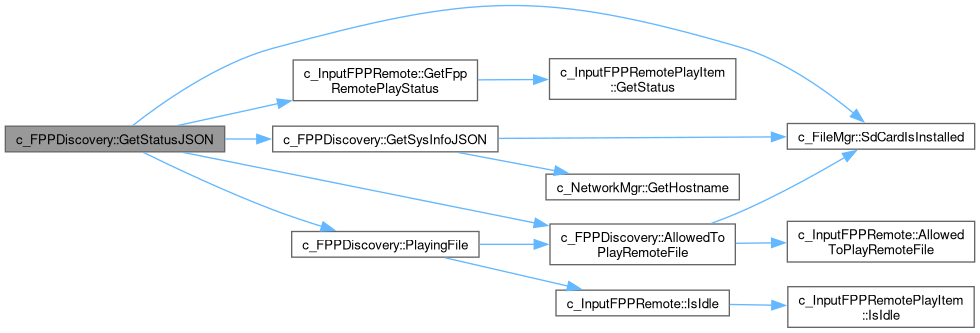 c_FPPDiscovery::GetStatusJSON
c_InputFPPRemote::GetFpp
RemotePlayStatus
c_InputFPPRemotePlayItem
::GetStatus
c_FPPDiscovery::GetSysInfoJSON
c_FileMgr::SdCardIsInstalled
c_NetworkMgr::GetHostname
c_FPPDiscovery::PlayingFile
c_FPPDiscovery::AllowedTo
PlayRemoteFile
c_InputFPPRemote::Allowed
ToPlayRemoteFile
c_InputFPPRemote::IsIdle
c_InputFPPRemotePlayItem
::IsIdle